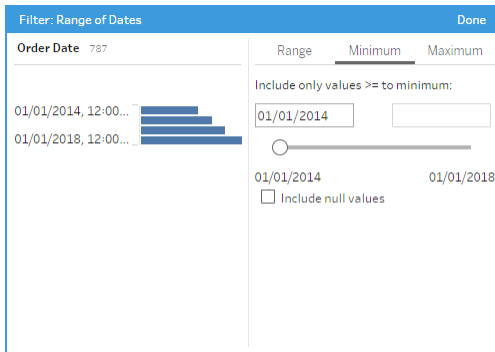 Filter: Range of Dates Done
Order Date 787
Range Minimum Maximum
Include only values >= to minimum:
01/01/2014, 12:00...
01/01/2014
01/01/2018, 12:00...
01/01/2014 01/01/2018
Include null values